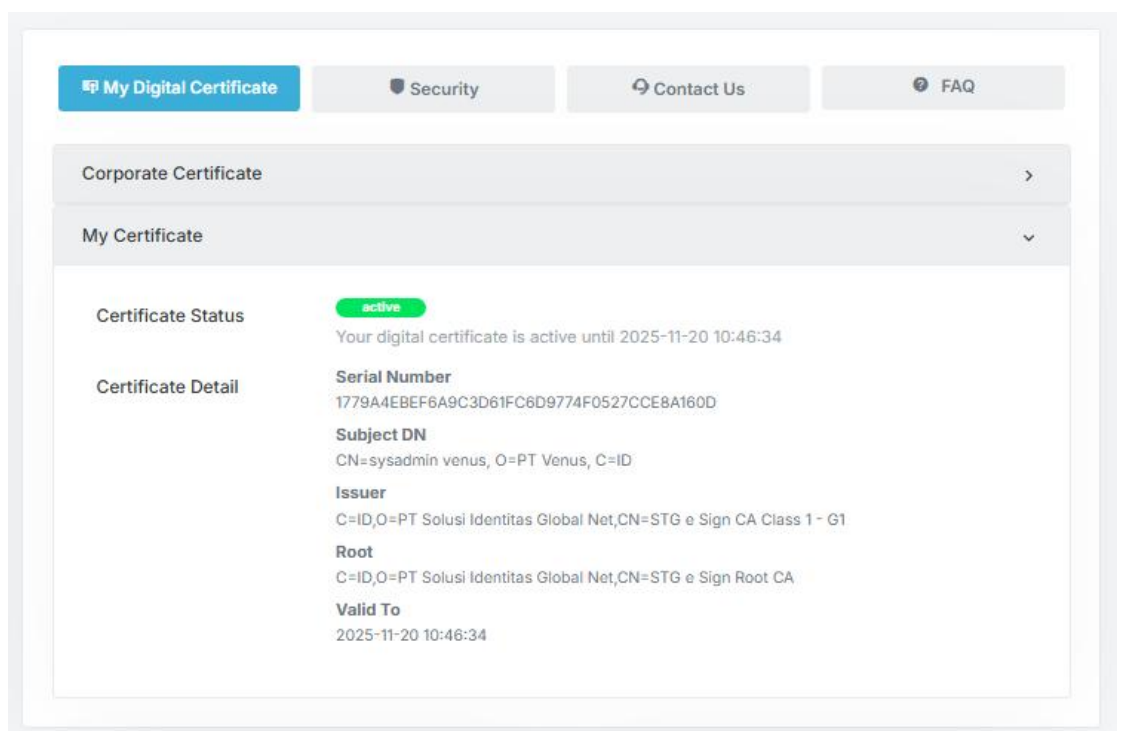 My Digital Certificate
Security
Contact Us
FAQ
Corporate Certificate
My Certificate
Certificate Status
active
Your digital certificate is active until 2025-11-20 10:46:34
Certificate Detail
Serial Number
1779A4EBEF6A9C3D61FC6D9774F0527CCE8A160D
Subject DN
CN=sysadmin venus, O=PT Venus, C=ID
Issuer
C=ID,O=PT Solusi Identitas Global Net,CN=STG e Sign CA Class 1 - G1
Root
C=ID,O=PT Solusi Identitas Global Net,CN=STG e Sign Root CA
Valid To
2025-11-20 10:46:34